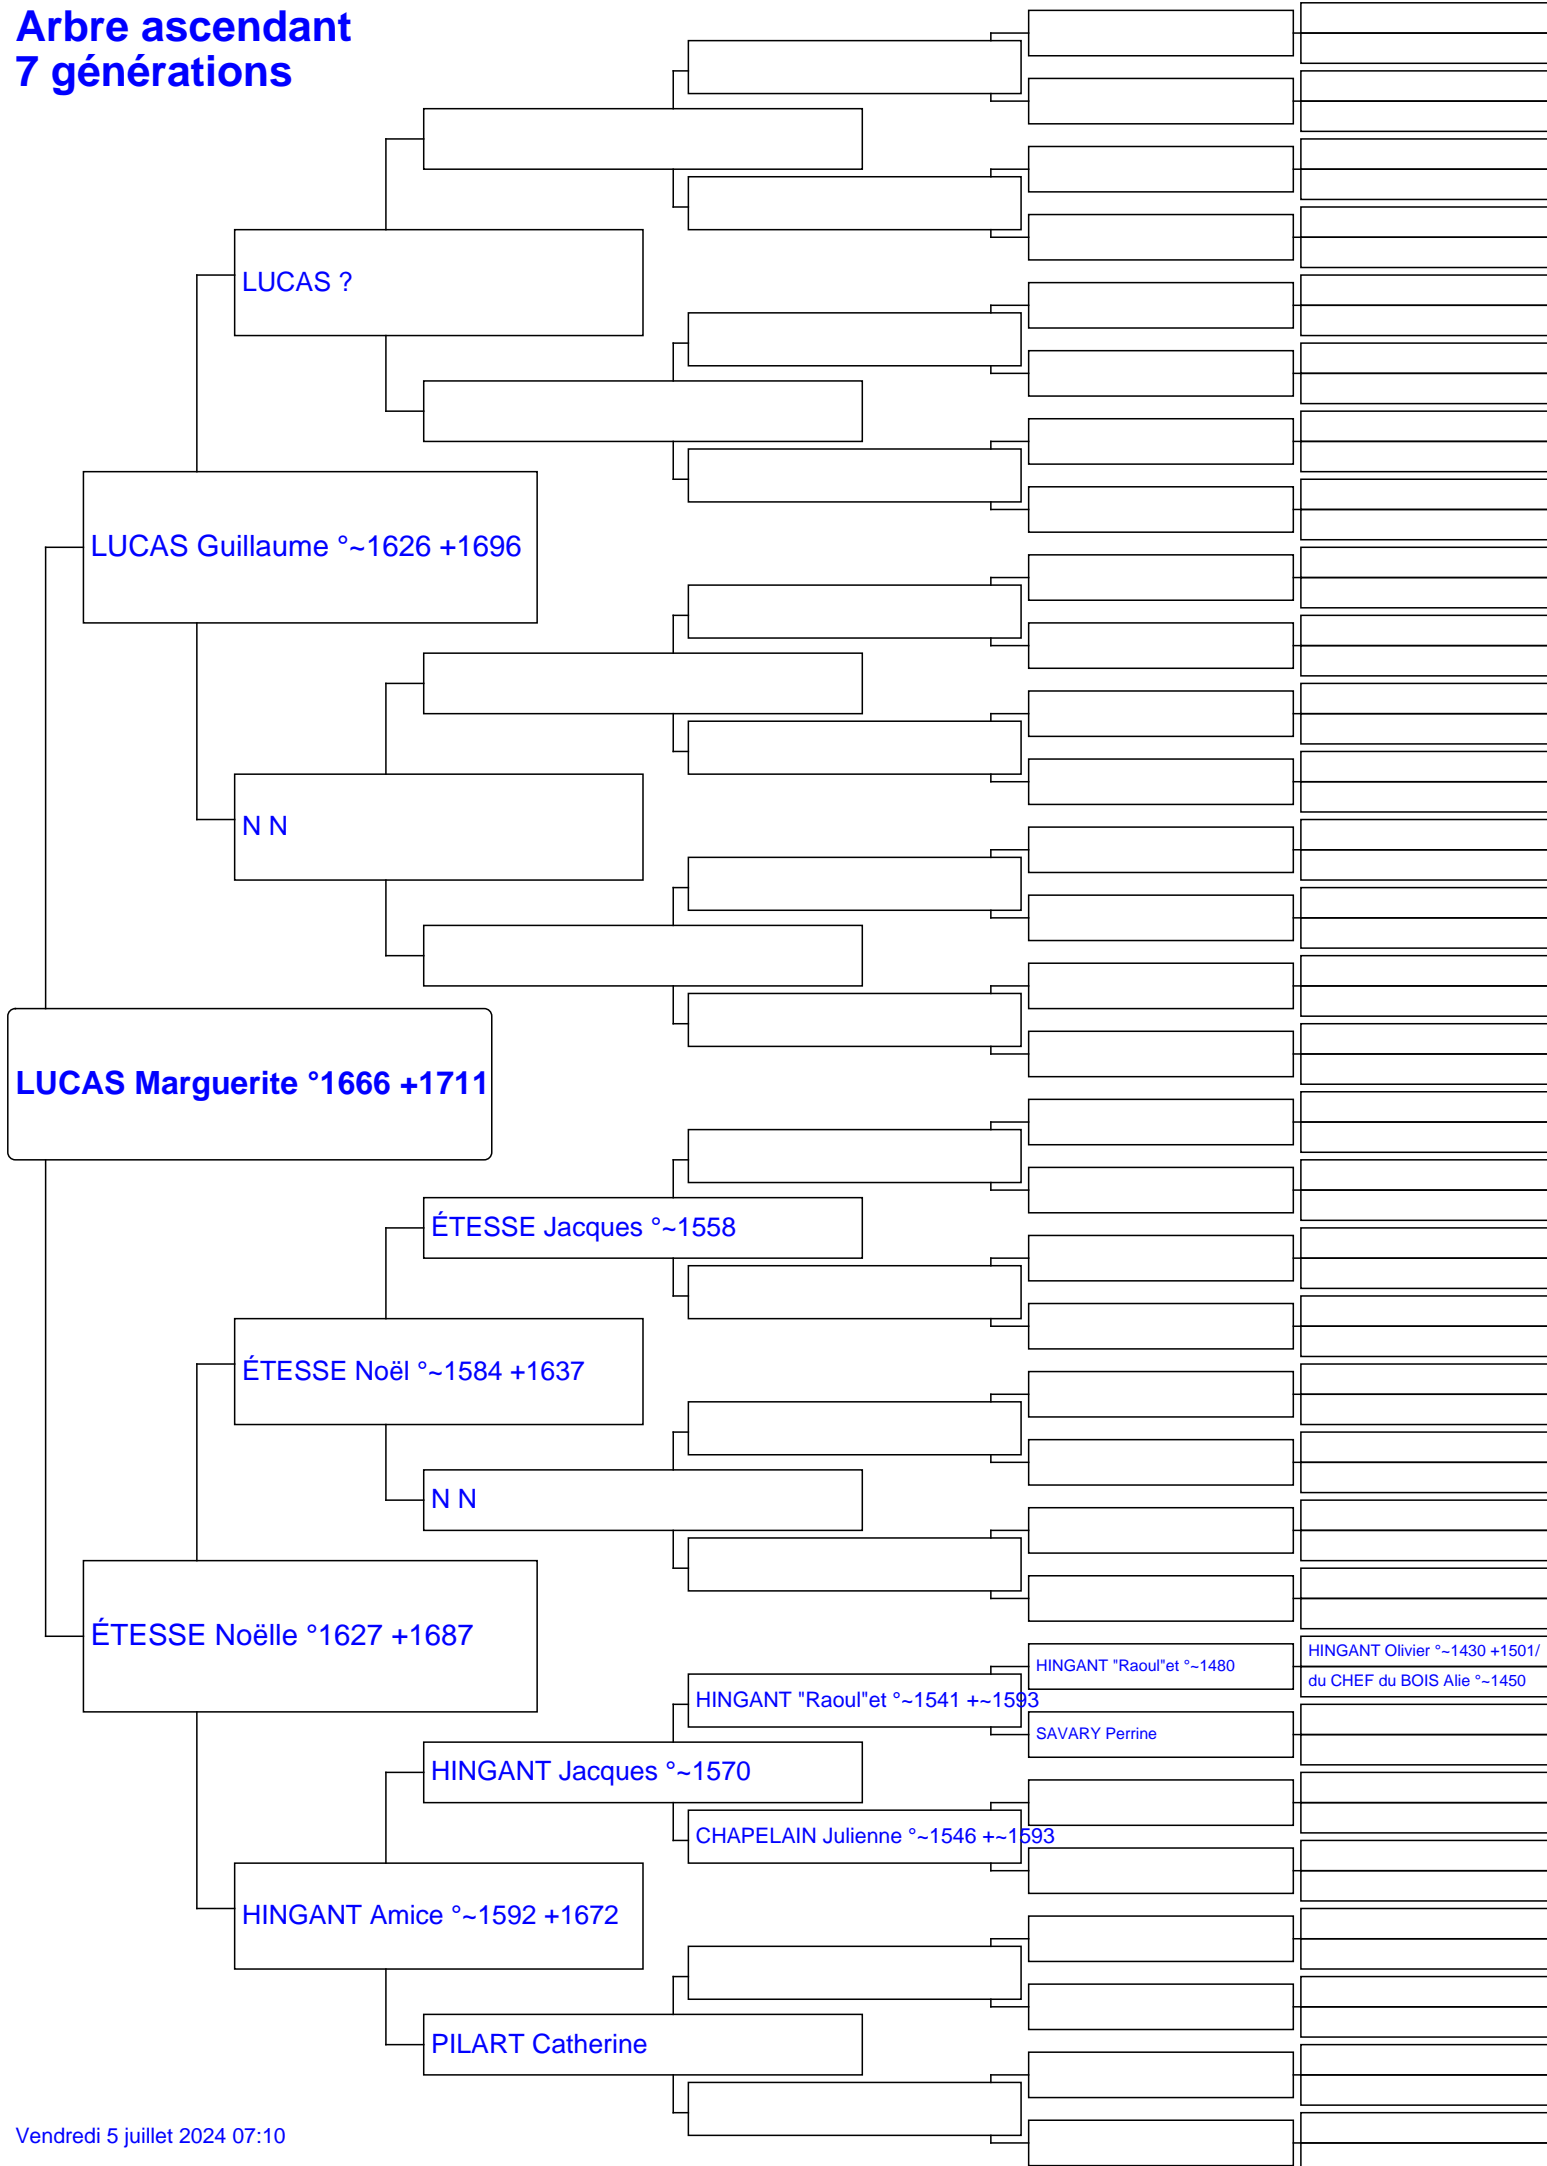 Arbre ascendant
7 générations
LUCAS ?
LUCAS Guillaume °~1626 +1696
N N
LUCAS Marguerite °1666 +1711
ÉTESSE Jacques °~1558
ÉTESSE Noël °~1584 +1637
N N
ÉTESSE Noëlle °1627 +1687
HINGANT Olivier °~1430 +1501/
HINGANT "Raoul"et °~1480
du CHEF du BOIS Alie °~1450
HINGANT "Raoul"et °~1541 +~1593
SAVARY Perrine
HINGANT Jacques °~1570
CHAPELAIN Julienne °~1546 +~1593
HINGANT Amice °~1592 +1672
PILART Catherine
Vendredi 5 juillet 2024 07:10